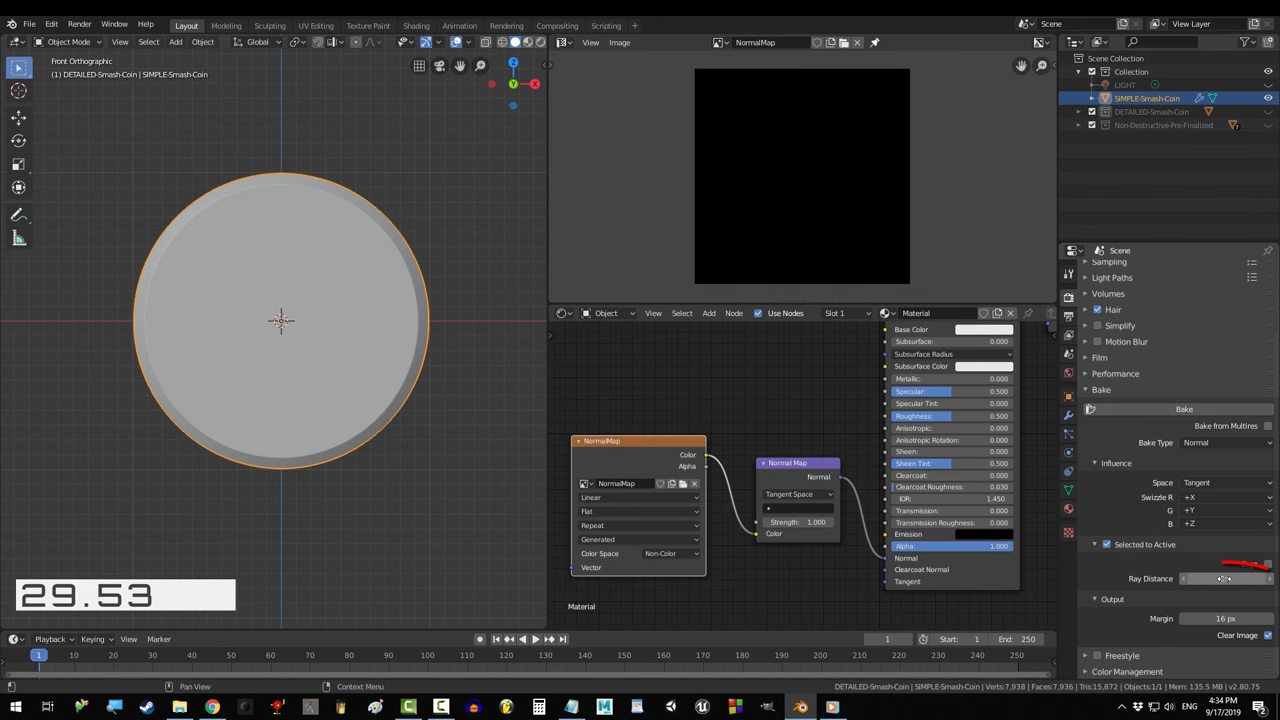 File Edit Render Window Help Layout Modeling Sculpting UV Editing Texture Paint Shading Animation Rendering Compositing Scripting + Scene View Layer
Object Mode View Select Add Object Global View Image NormalMap
Front Orthographic
(1) DETAILED-Smash-Coin | SIMPLE-Smash-Coin
X
Y
Z
Scene Collection
Collection
LIGHT
SIMPLE-Smash-Coin
DETAILED-Smash-Coin
Non-Destructive-Pre-Finalized
Scene
Sampling
Light Paths
Volumes
Hair
Simplify
Motion Blur
Film
Performance
Bake
Bake
Bake from Multires
Bake Type Normal
Influence
Space Tangent
Swizzle R +X
G +Y
B +Z
Selected to Active
Ray Distance
Output
Margin 16 px
Clear Image
Freestyle
Color Management
Object View Select Add Node Use Nodes Slot 1 Material
Base Color
Subsurface: 0.000
Subsurface Radius
Subsurface Color
Metallic: 0.000
Specular: 0.500
Specular Tint: 0.000
Roughness: 0.500
Anisotropic: 0.000
Anisotropic Rotation: 0.000
Sheen: 0.000
Sheen Tint: 0.500
Clearcoat: 0.000
Clearcoat Roughness: 0.030
IOR: 1.450
Transmission: 0.000
Transmission Roughness: 0.000
Emission
Alpha: 1.000
Normal
Clearcoat Normal
Tangent
NormalMap
Color
Alpha
NormalMap
Linear
Flat
Repeat
Generated
Color Space Non-Color
Vector
Normal Map
Normal
Tangent Space
Strength: 1.000
Color
Material
29.53
Playback Keying View Marker 1 Start: 1 End: 250
1 10 20 30 40 50 60 70 80 90 100 110 120 130 140 150 160 170 180 190 200 210 220 230 240 250
Pan View Context Menu DETAILED-Smash-Coin | SIMPLE-Smash-Coin | Verts:7,938 | Faces:7,936 | Tris:15,872 | Objects:1/1 | Mem: 135.5 MB | v2.80.75
ENG 4:34 PM
9/17/2019